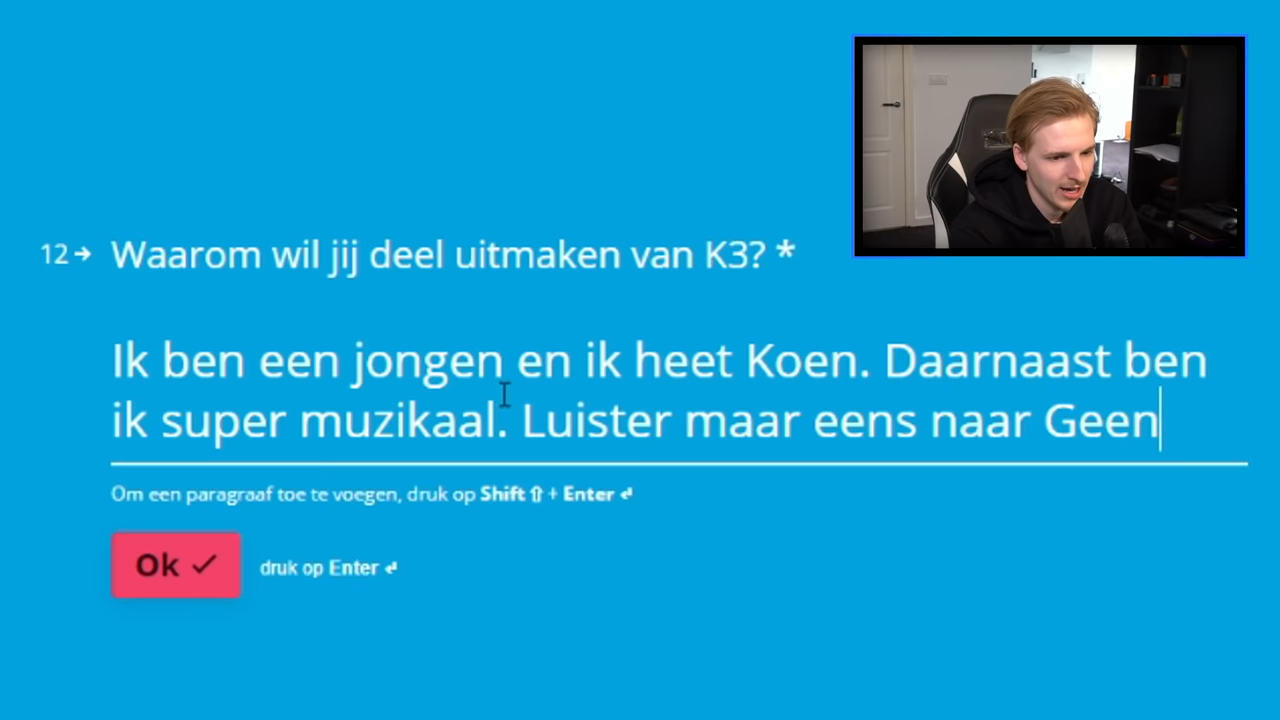 12→ Waarom wil jij deel uitmaken van K3? *
Ik ben een jongen en ik heet Koen. Daarnaast ben
ik super muzikaal. Luister maar eens naar Geen
Om een paragraaf toe te voegen, druk op Shift ⇧ + Enter ↵
Ok ✓ druk op Enter ↵